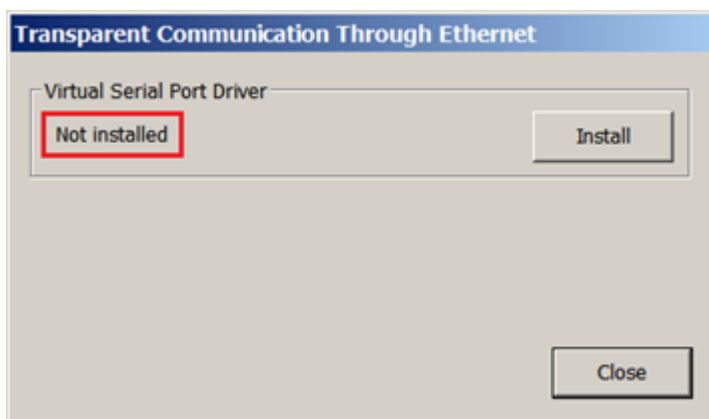 Transparent Communication Through Ethernet
Virtual Serial Port Driver
Not installed
Install
Close